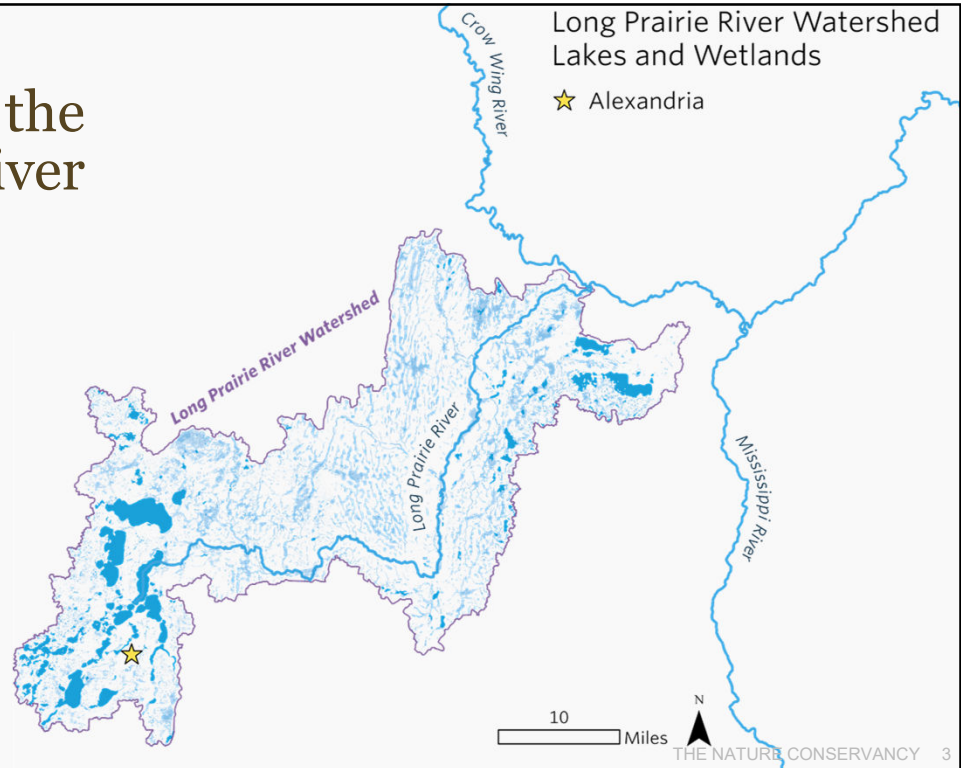 the
iver
Long Prairie River Watershed
Lakes and Wetlands
Alexandria
Crow Wing River
Long Prairie River Watershed
Long Prairie River
Mississippi River
N
10
Miles
THE NATURE CONSERVANCY 3